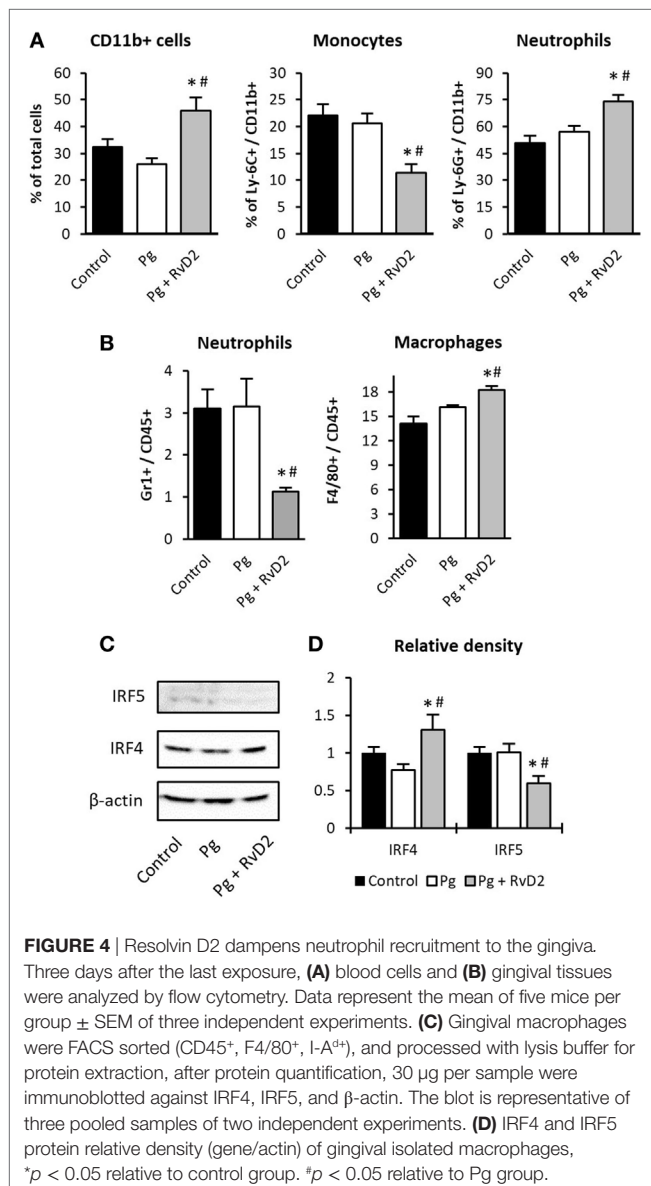 A
CD11b+ cells
Monocytes
Neutrophils
% of total cells
60
50
40
30
20
10
0
* #
Control
Pg
Pg + RvD2
% of Ly-6C+ / CD11b+
30
25
20
15
10
5
0
* #
Control
Pg
Pg + RvD2
% of Ly-6G+ / CD11b+
90
75
60
45
30
15
0
* #
Control
Pg
Pg + RvD2
B
Neutrophils
Macrophages
Gr1+ / CD45+
4
3
2
1
0
* #
Control
Pg
Pg + RvD2
F4/80+ / CD45+
18
15
12
9
6
3
0
*#
Control
Pg
Pg + RvD2
C
IRF5
IRF4
β-actin
Control
Pg
Pg + RvD2
D
Relative density
2
1.5
1
0.5
0
* #
* #
IRF4
IRF5
Control
Pg
Pg + RvD2
FIGURE 4 | Resolvin D2 dampens neutrophil recruitment to the gingiva.
Three days after the last exposure, (A) blood cells and (B) gingival tissues
were analyzed by flow cytometry. Data represent the mean of five mice per
group ± SEM of three independent experiments. (C) Gingival macrophages
were FACS sorted (CD45⁺, F4/80⁺, I-Aᵈ⁺), and processed with lysis buffer for
protein extraction, after protein quantification, 30 µg per sample were
immunoblotted against IRF4, IRF5, and β-actin. The blot is representative of
three pooled samples of two independent experiments. (D) IRF4 and IRF5
protein relative density (gene/actin) of gingival isolated macrophages,
*p < 0.05 relative to control group. #p < 0.05 relative to Pg group.